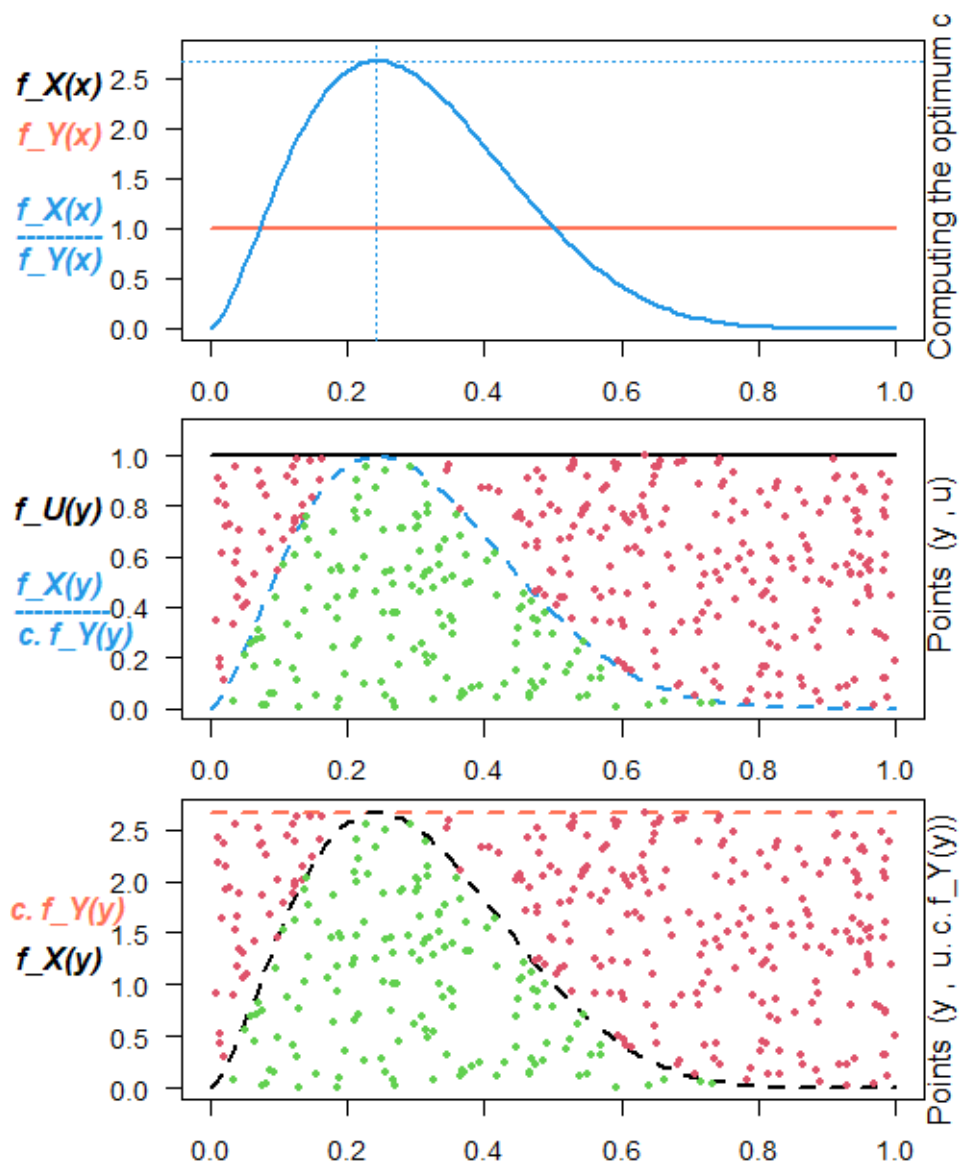 f_X(x)
f_Y(x)
f_X(x)
---------
f_Y(x)
2.5
2.0
1.5
1.0
0.5
0.0
0.0 0.2 0.4 0.6 0.8 1.0
Computing the optimum c
f_U(y)
f_X(y)
----------
c. f_Y(y)
1.0
0.8
0.6
0.4
0.2
0.0
0.0 0.2 0.4 0.6 0.8 1.0
Points (y , u)
c. f_Y(y)
f_X(y)
2.5
2.0
1.5
1.0
0.5
0.0
0.0 0.2 0.4 0.6 0.8 1.0
Points (y , u. c. f_Y(y))